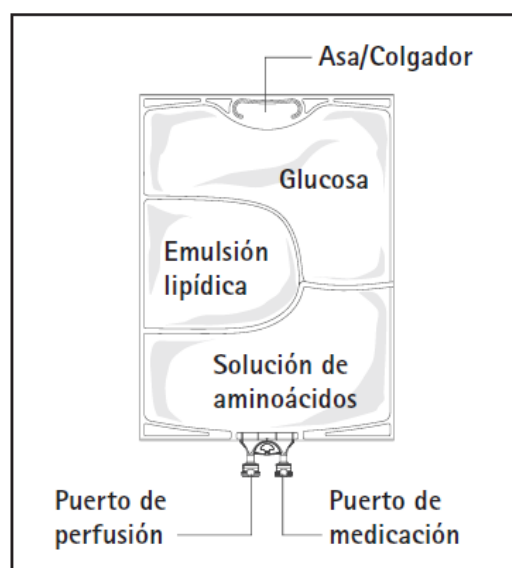 Asa/Colgador
Glucosa
Emulsión
lipídica
Solución de
aminoácidos
Puerto de
perfusión
Puerto de
medicación